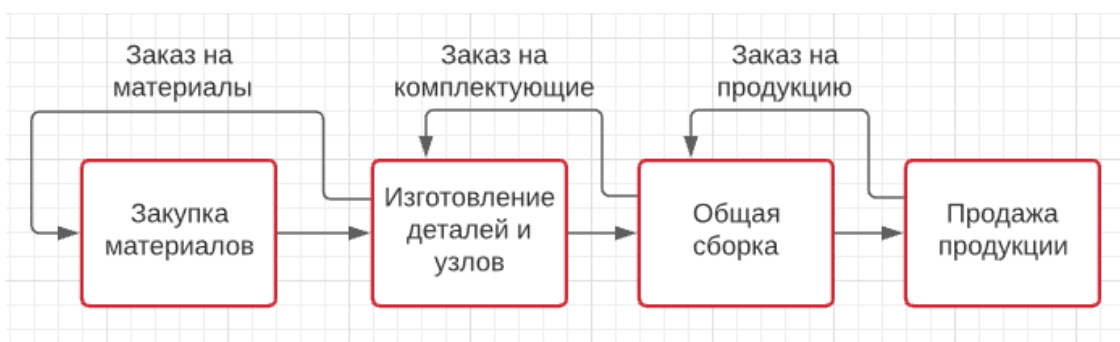 Заказ на
материалы
Заказ на
комплектующие
Заказ на
продукцию
Закупка
материалов
Изготовление
деталей и
узлов
Общая
сборка
Продажа
продукции